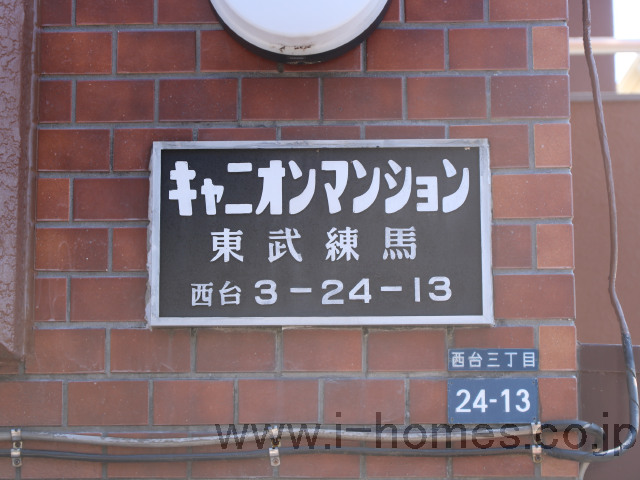 キャニオンマンション
東武練馬
西台 3-24-13
西台三丁目
24-13
www.i-homes.co.jp